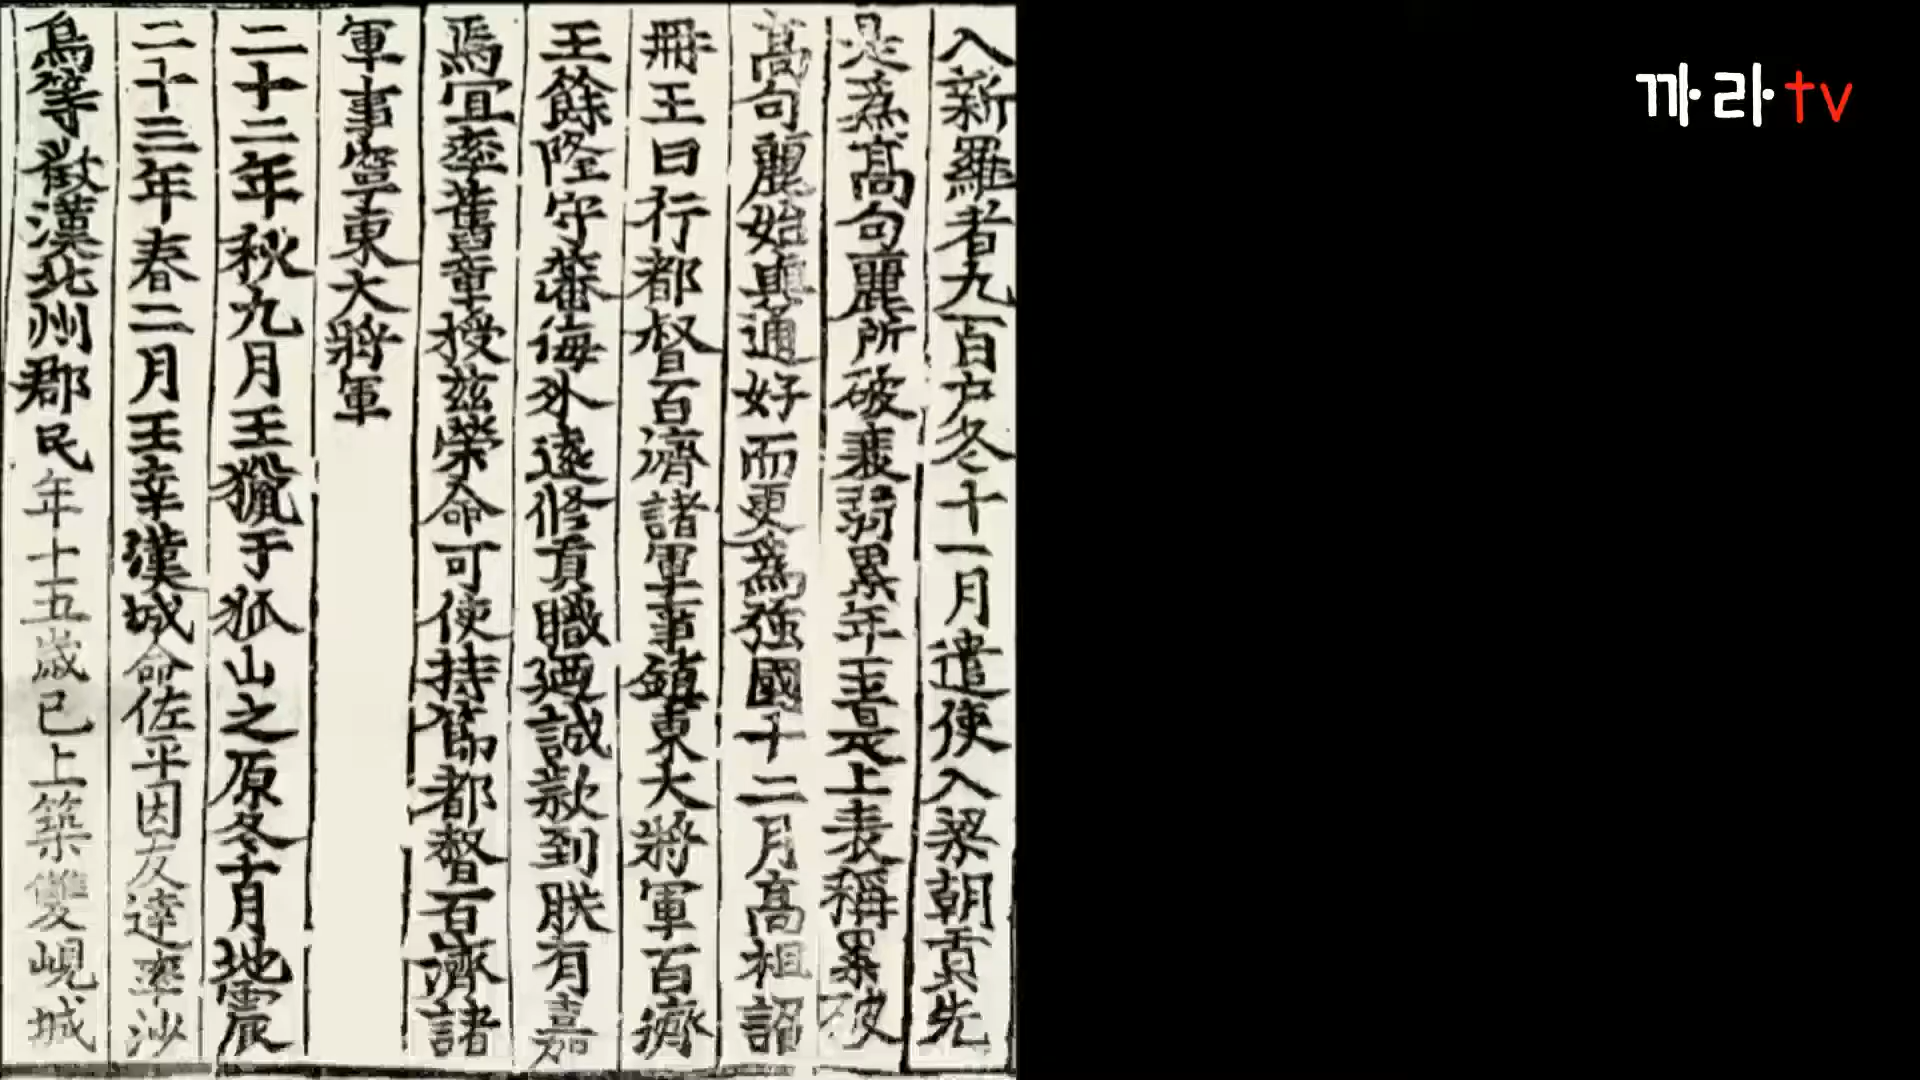 入新羅者九百戶冬十一月遣使入梁朝貢先
是爲高句麗所破衰弱累年至是上表稱累破
高句麗始與通好而更爲強國十二月高祖詔
冊王曰行都督百濟諸軍事鎭東大將軍百濟
王餘隆守藩海外遠修貢職迺誠款到朕有嘉
焉宜率舊章授玆榮命可使持節都督百濟諸
軍事寧東大將軍
二十二年秋九月王獵于狐山之原冬十月地震
二十三年春二月王幸漢城命佐平因友達率沙
烏等徵漢北州郡民年十五歲已上築雙峴城
까라tv